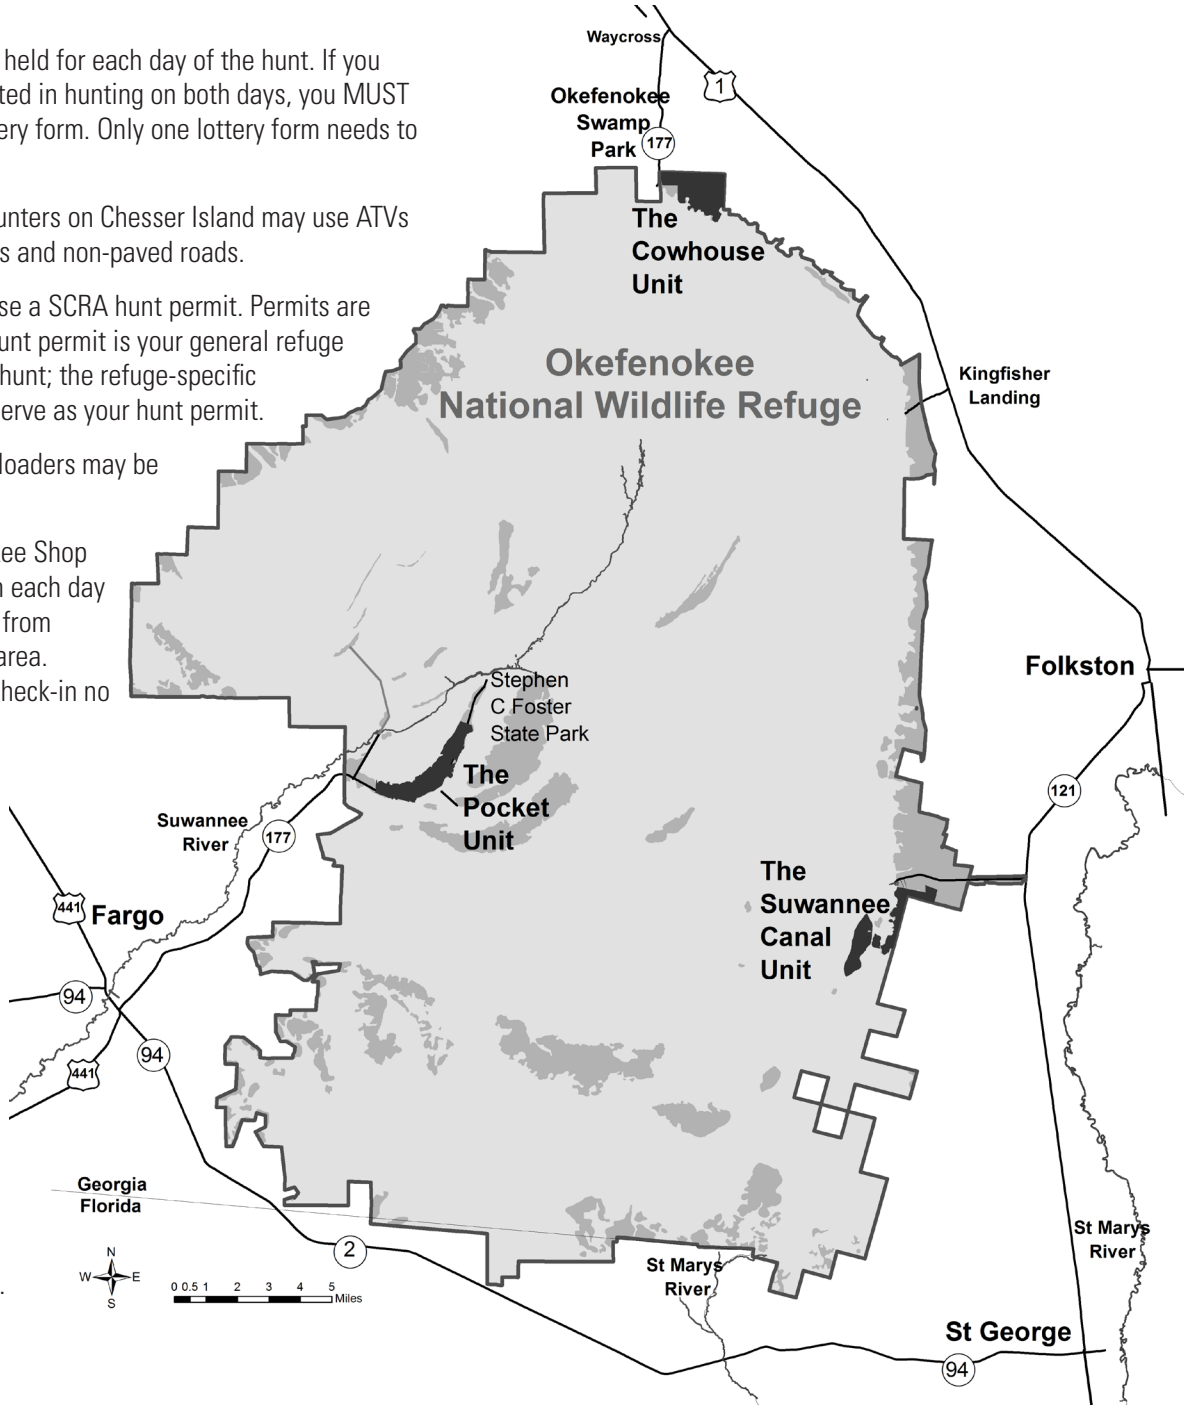 held for each day of the hunt. If you
ted in hunting on both days, you MUST
ery form. Only one lottery form needs to
unters on Chesser Island may use ATVs
s and non-paved roads.
se a SCRA hunt permit. Permits are
unt permit is your general refuge
hunt; the refuge-specific
erve as your hunt permit.
loaders may be
kee Shop
n each day
from
area.
heck-in no
.
Waycross
1
Okefenokee
Swamp
Park
177
The
Cowhouse
Unit
Okefenokee
National Wildlife Refuge
Kingfisher
Landing
Folkston
Stephen
C Foster
State Park
The
Pocket
Unit
121
Suwannee
River
177
The
Suwannee
Canal
Unit
441
Fargo
94
94
441
Georgia
Florida
N
W E
S
0 0.5 1 2 3 4 5
Miles
2
St Marys
River
St Marys
River
St George
94